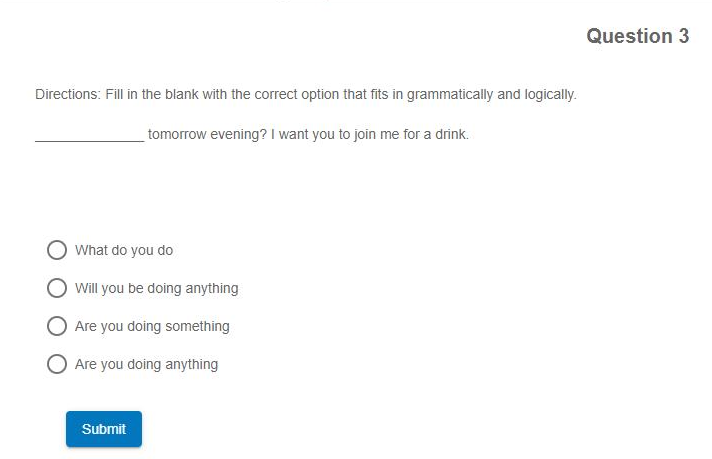 Question 3
Directions: Fill in the blank with the correct option that fits in grammatically and logically.
______________ tomorrow evening? I want you to join me for a drink.
What do you do
Will you be doing anything
Are you doing something
Are you doing anything
Submit